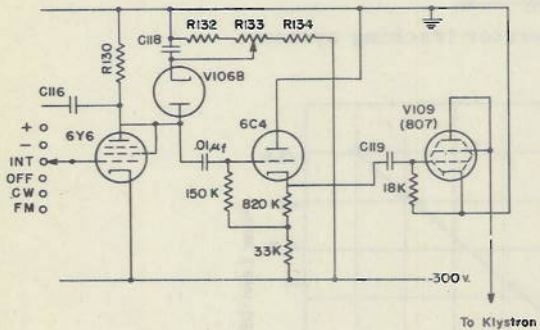 R132 R133 R134
C118
R130
V106B
C116
+
-
INT
OFF
CW
FM
6Y6
.01μf
6C4
V109
(807)
C119
150 K
820 K
18K
33K
-300 v.
To Klystron